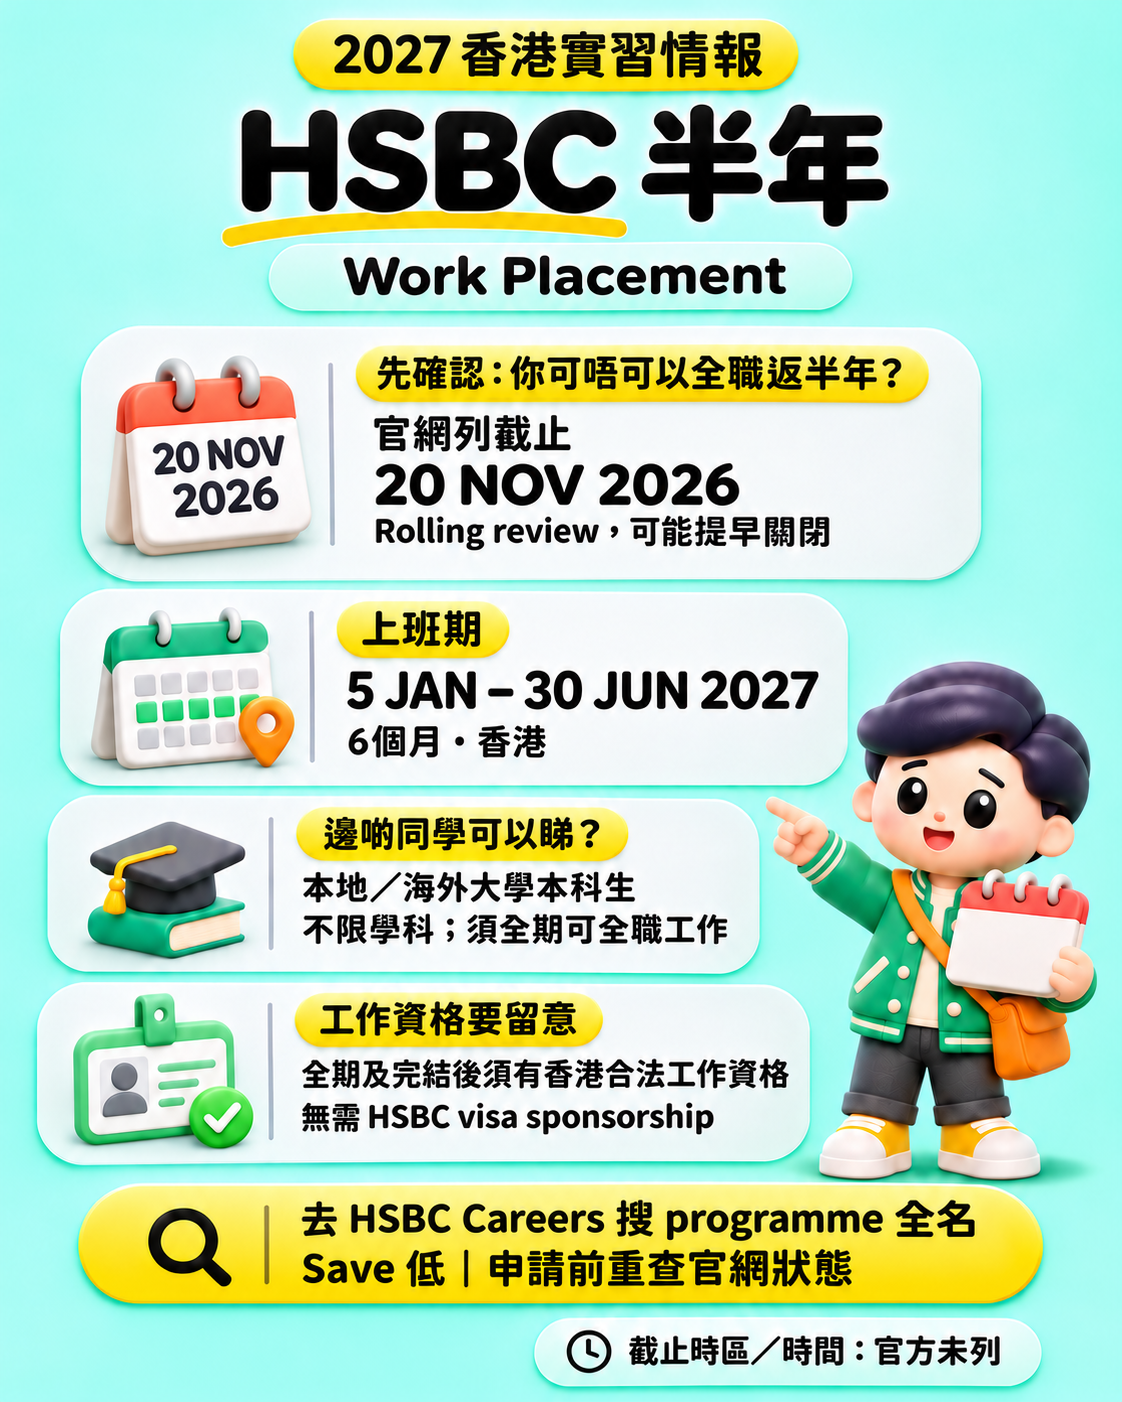 2027 香港實習情報
HSBC 半年
Work Placement
20 NOV
2026
先確認：你可唔可以全職返半年？
官網列截止
20 NOV 2026
Rolling review，可能提早關閉
上班期
5 JAN – 30 JUN 2027
6個月・香港
邊啲同學可以睇？
本地／海外大學本科生
不限學科；須全期可全職工作
工作資格要留意
全期及完結後須有香港合法工作資格
無需 HSBC visa sponsorship
去 HSBC Careers 搜 programme 全名
Save 低｜申請前重查官網狀態
截止時區／時間：官方未列